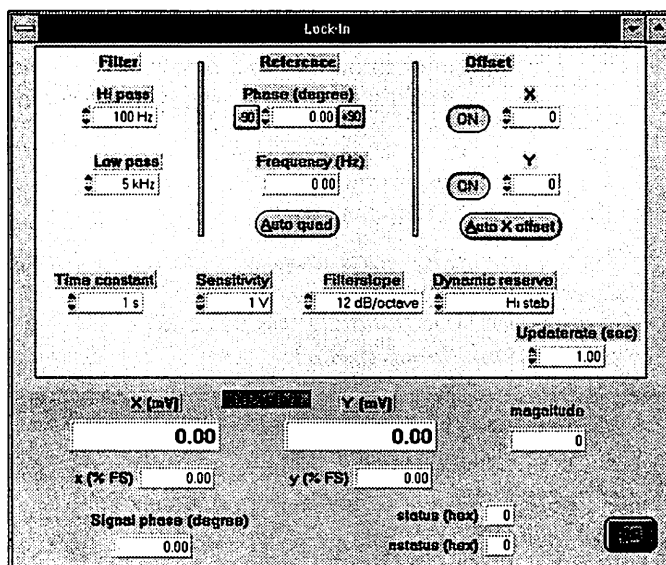 Lock-In
Filter
Reference
Offset
Hi pass
100 Hz
Phase (degree)
-90
0.00
+90
X
ON
0
Low pass
5 kHz
Frequency (Hz)
0.00
Y
ON
0
Auto quad
Auto X offset
Time constant
1 s
Sensitivity
1 V
Filterslope
12 dB/octave
Dynamic reserve
Hi stab
Updaterate (sec)
1.00
X (mV)
0.00
Y (mV)
0.00
magnitude
0
x (% FS)
0.00
y (% FS)
0.00
Signal phase (degree)
0.00
status (hex)
0
nstatus (hex)
0